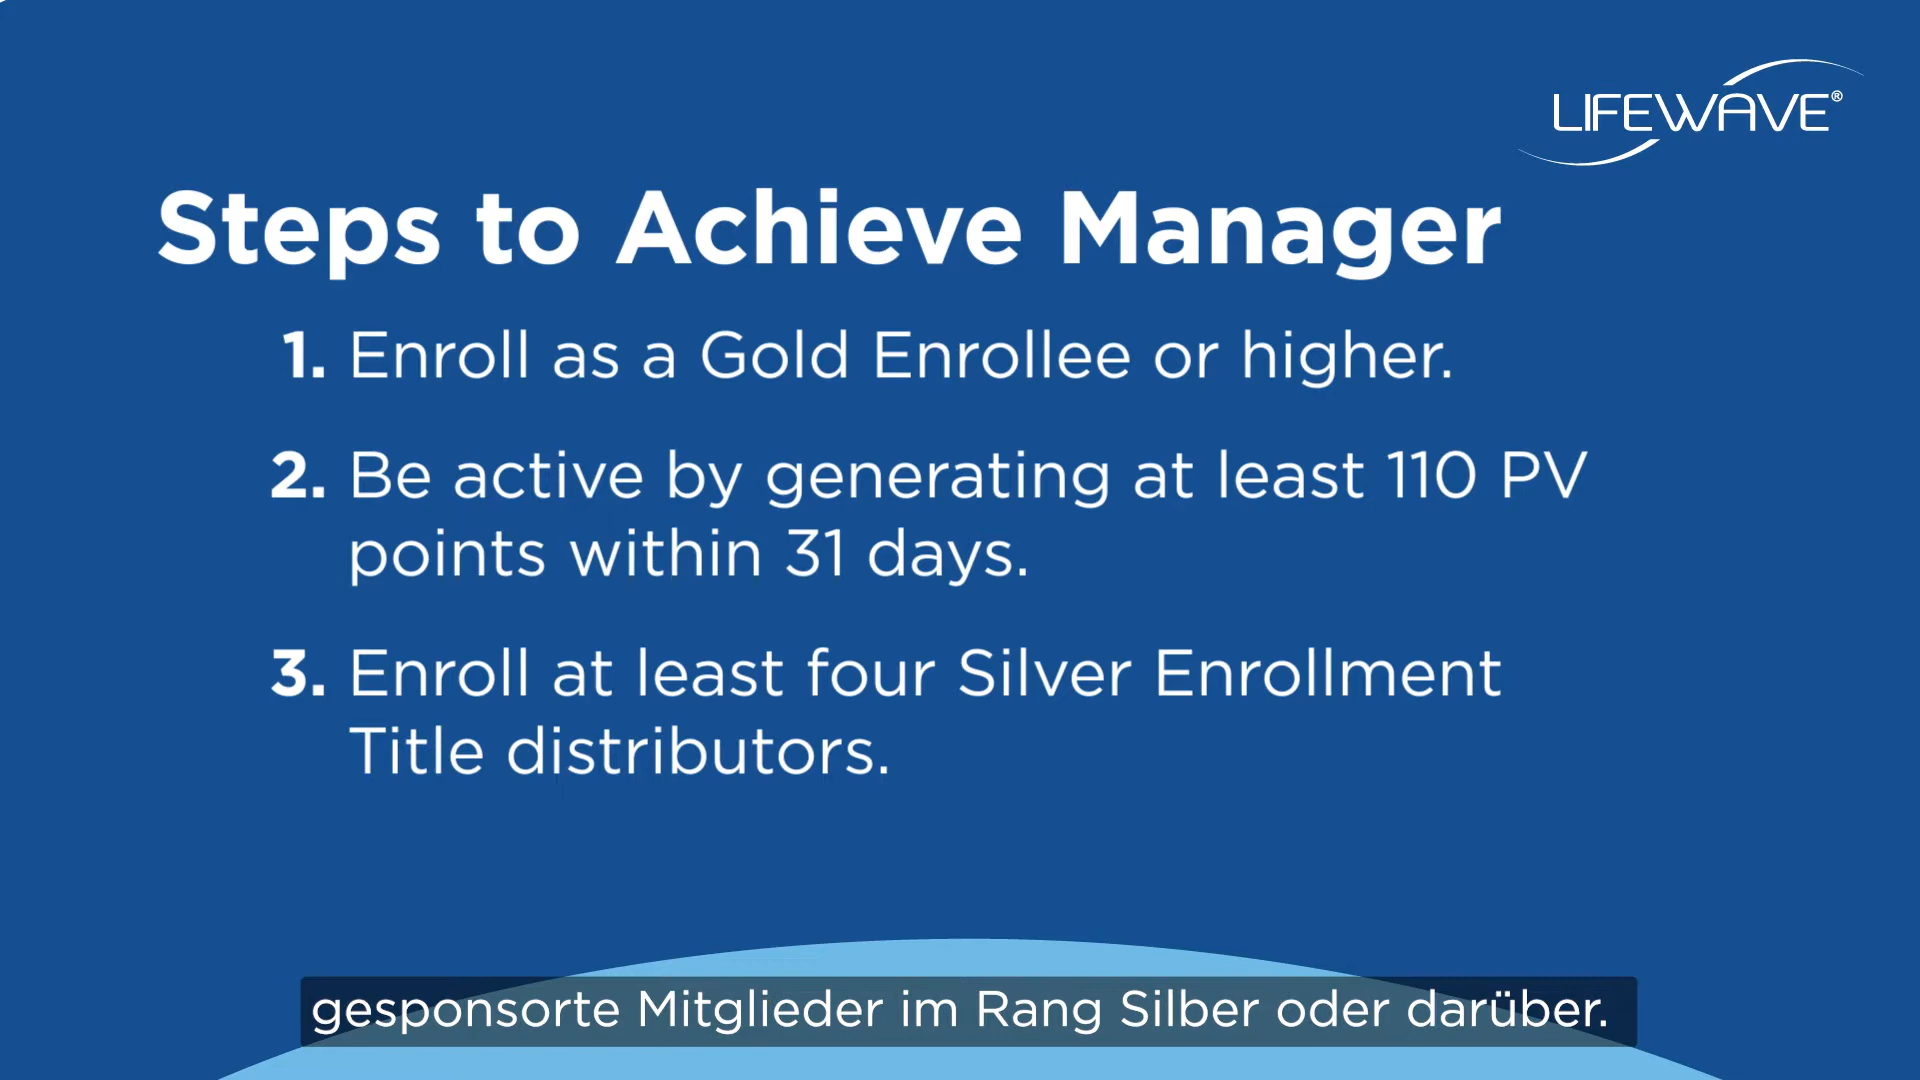 LIFEWAVE®
Steps to Achieve Manager
1. Enroll as a Gold Enrollee or higher.
2. Be active by generating at least 110 PV
points within 31 days.
3. Enroll at least four Silver Enrollment
Title distributors.
gesponsorte Mitglieder im Rang Silber oder darüber.